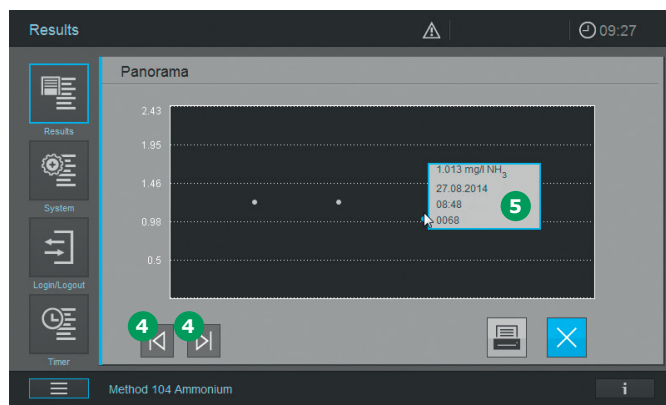 Results
09:27
Panorama
Results
System
Login/Logout
Timer
2.43
1.95
1.46
0.98
0.5
1.013 mg/l NH3
27.08.2014
08:48
0068
5
4 4
Method 104 Ammonium
i